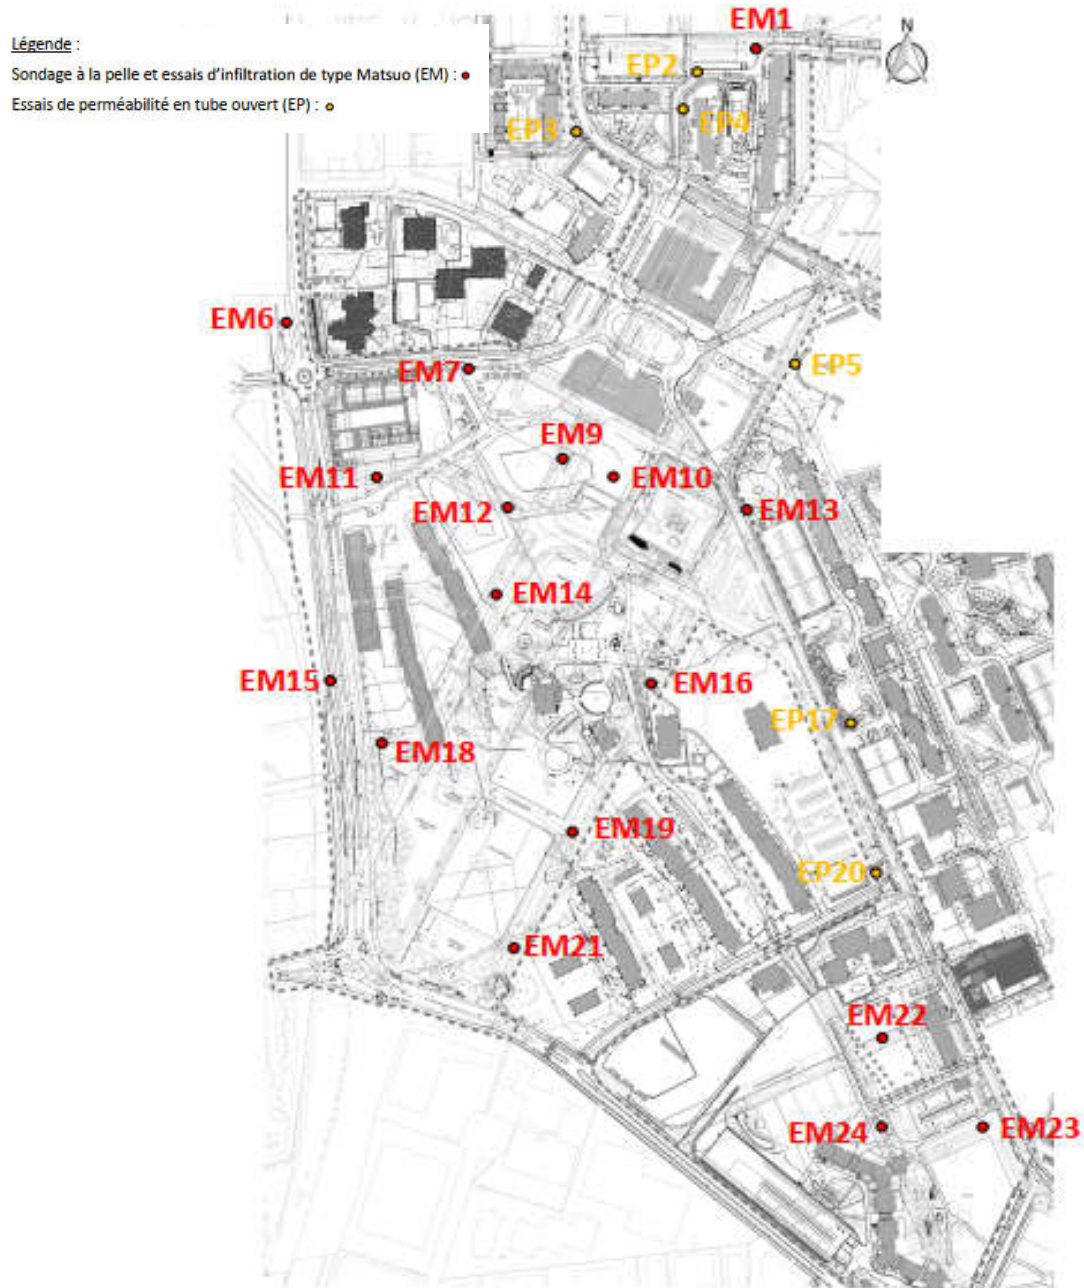 EM1
N
Légende :
Sondage à la pelle et essais d'infiltration de type Matsuo (EM) :
EP2
Essais de perméabilité en tube ouvert (EP) :
EP3
EP4
EM6
EP5
EM7
EM9
EM11
EM10
EM12
EM13
EM14
EM15
EM16
EP17
EM18
EM19
EP20
EM21
EM22
EM24
EM23